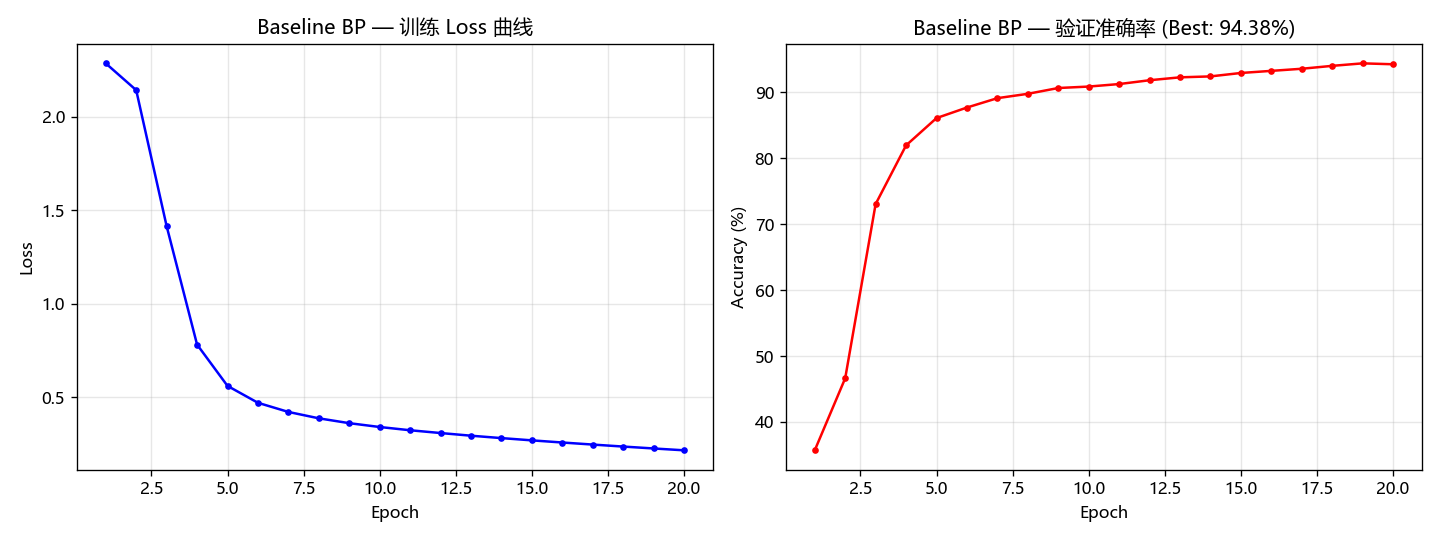 Baseline BP — 训练 Loss 曲线
Loss
2.0
1.5
1.0
0.5
2.5 5.0 7.5 10.0 12.5 15.0 17.5 20.0
Epoch
Baseline BP — 验证准确率 (Best: 94.38%)
Accuracy (%)
90
80
70
60
50
40
2.5 5.0 7.5 10.0 12.5 15.0 17.5 20.0
Epoch